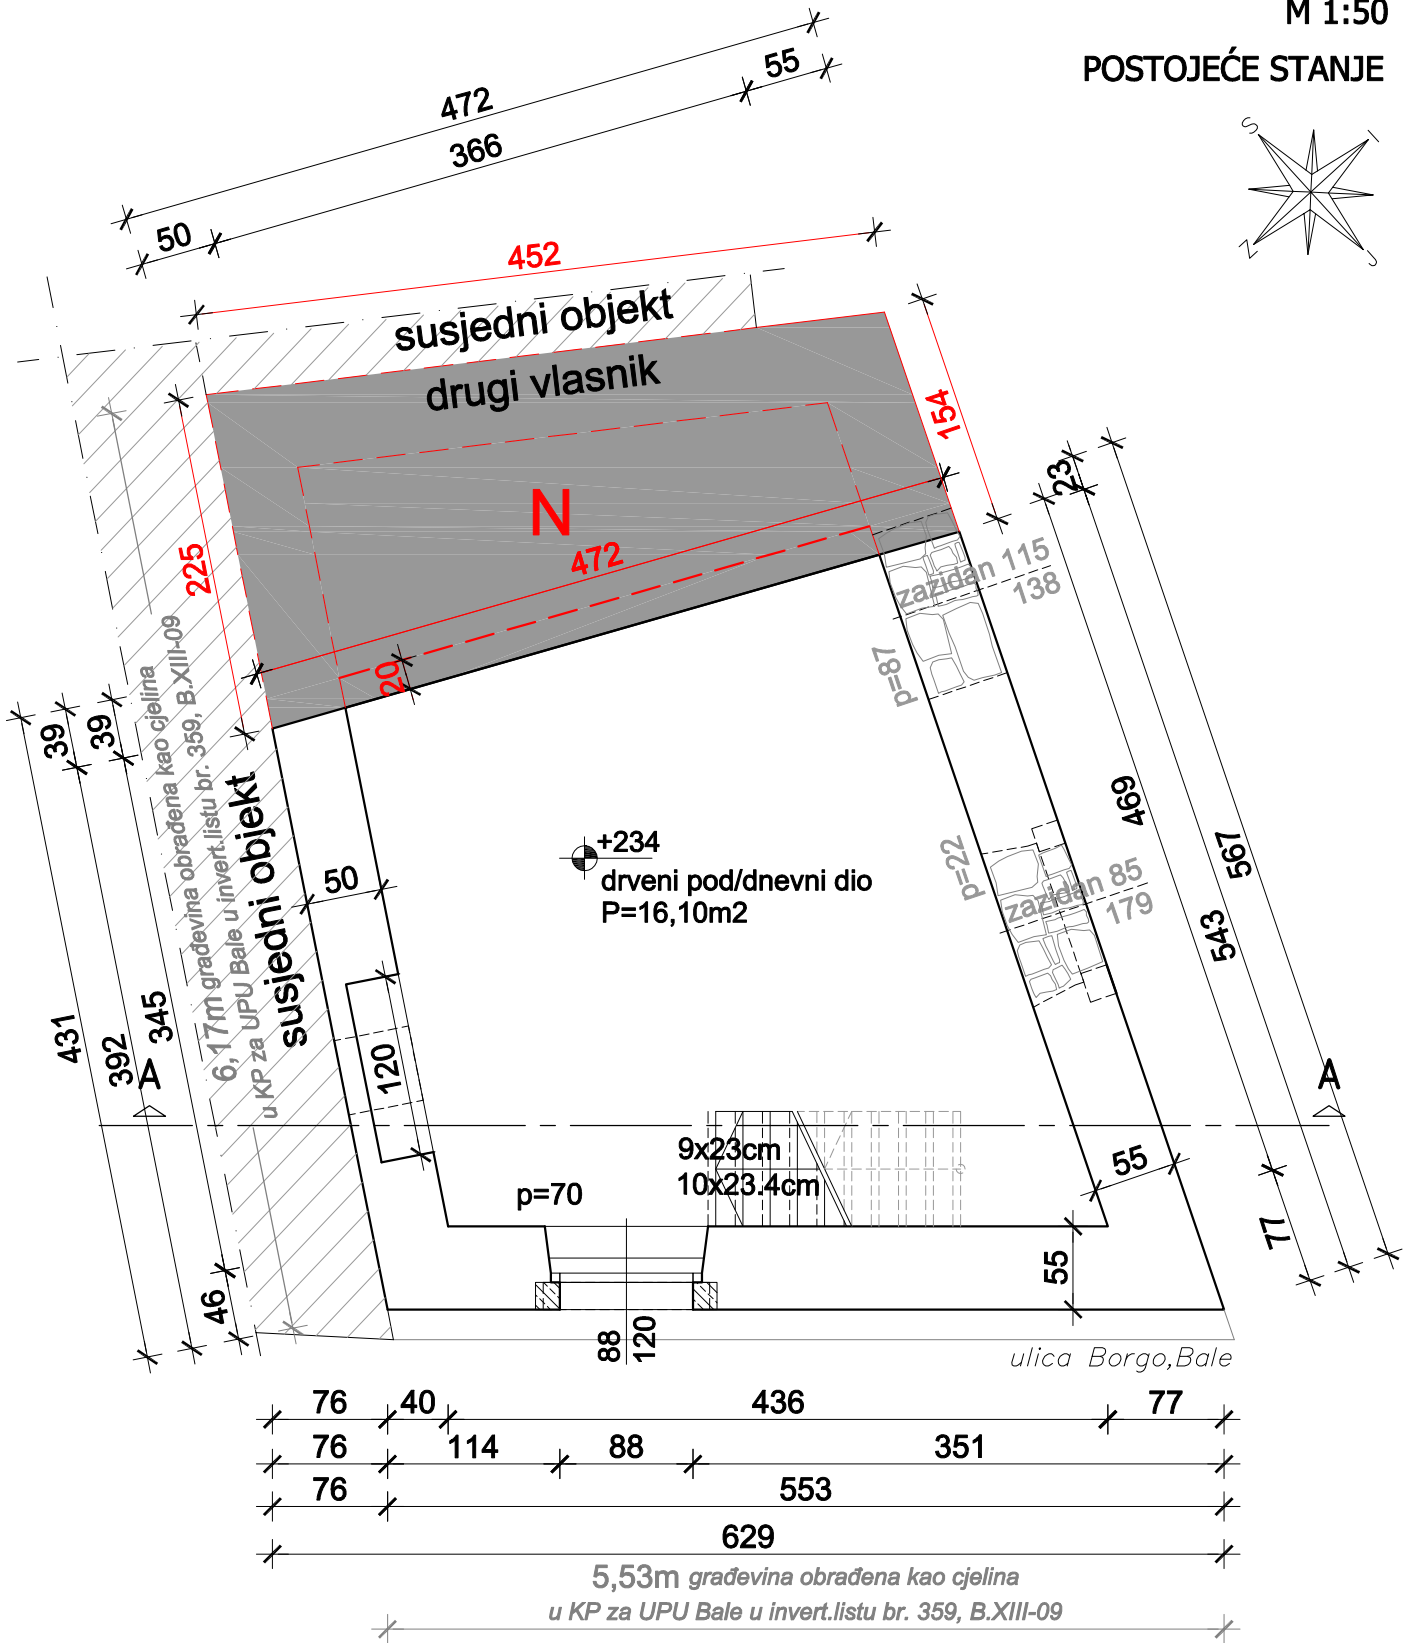 M 1:50
POSTOJEĆE STANJE
S
I
Z
J
472
55
366
50
452
susjedni objekt
drugi vlasnik
154
N
472
225
20
23
zazidan 115
138
p=87
39
39
6,17m građevina obrađena kao cjelina
u KP za UPU Bale u invert.listu br. 359, B.XIII-09
susjedni objekt
+234
drveni pod/dnevni dio
P=16,10m2
50
p=22
zazidan 85
179
469
567
543
431
392
345
A
A
120
9x23cm
10x23.4cm
p=70
55
55
77
46
88
120
ulica Borgo,Bale
76 40 436 77
76 114 88 351
76 553
629
5,53m građevina obrađena kao cjelina
u KP za UPU Bale u invert.listu br. 359, B.XIII-09